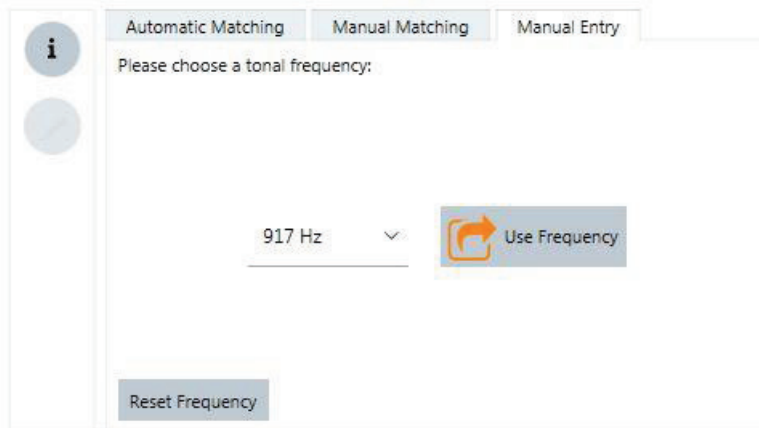 Automatic Matching Manual Matching Manual Entry
i
Please choose a tonal frequency:
917 Hz Use Frequency
Reset Frequency